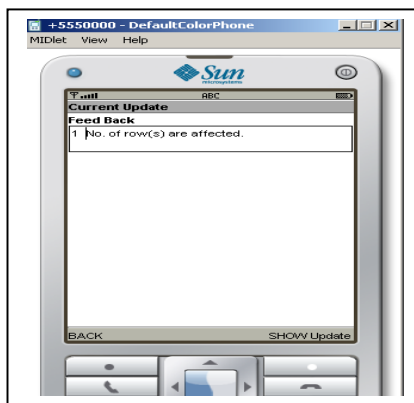 +5550000 - DefaultColorPhone
MIDlet View Help
Sun
microsystems
ABC
Current Update
Feed Back
1 No. of row(s) are affected.
BACK SHOW Update